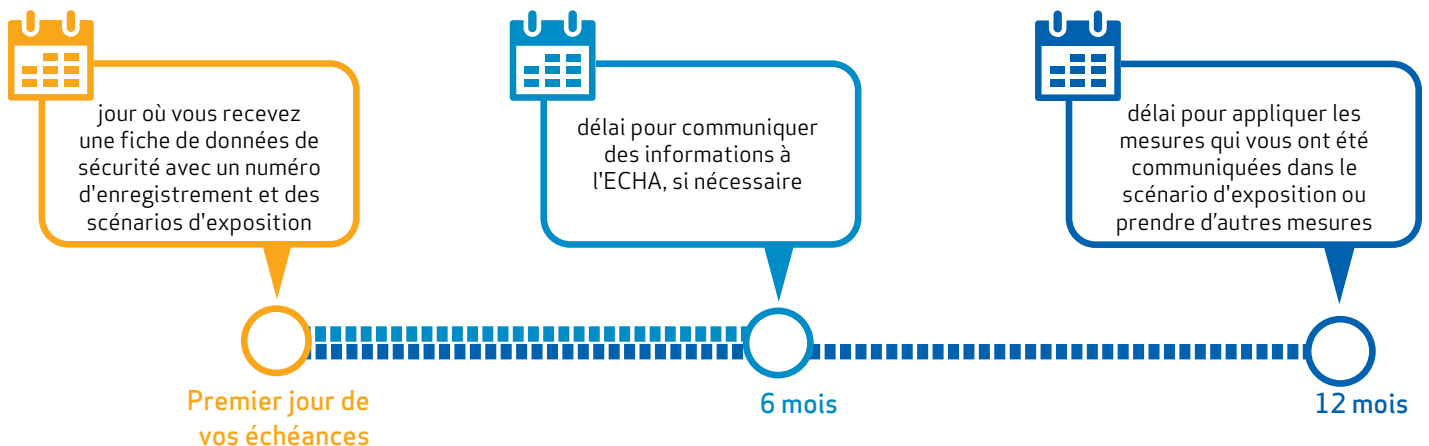 jour où vous recevez
une fiche de données de
sécurité avec un numéro
d'enregistrement et des
scénarios d'exposition
délai pour communiquer
des informations à
l'ECHA, si nécessaire
délai pour appliquer les
mesures qui vous ont été
communiquées dans le
scénario d'exposition ou
prendre d’autres mesures
Premier jour de
vos échéances
6 mois
12 mois